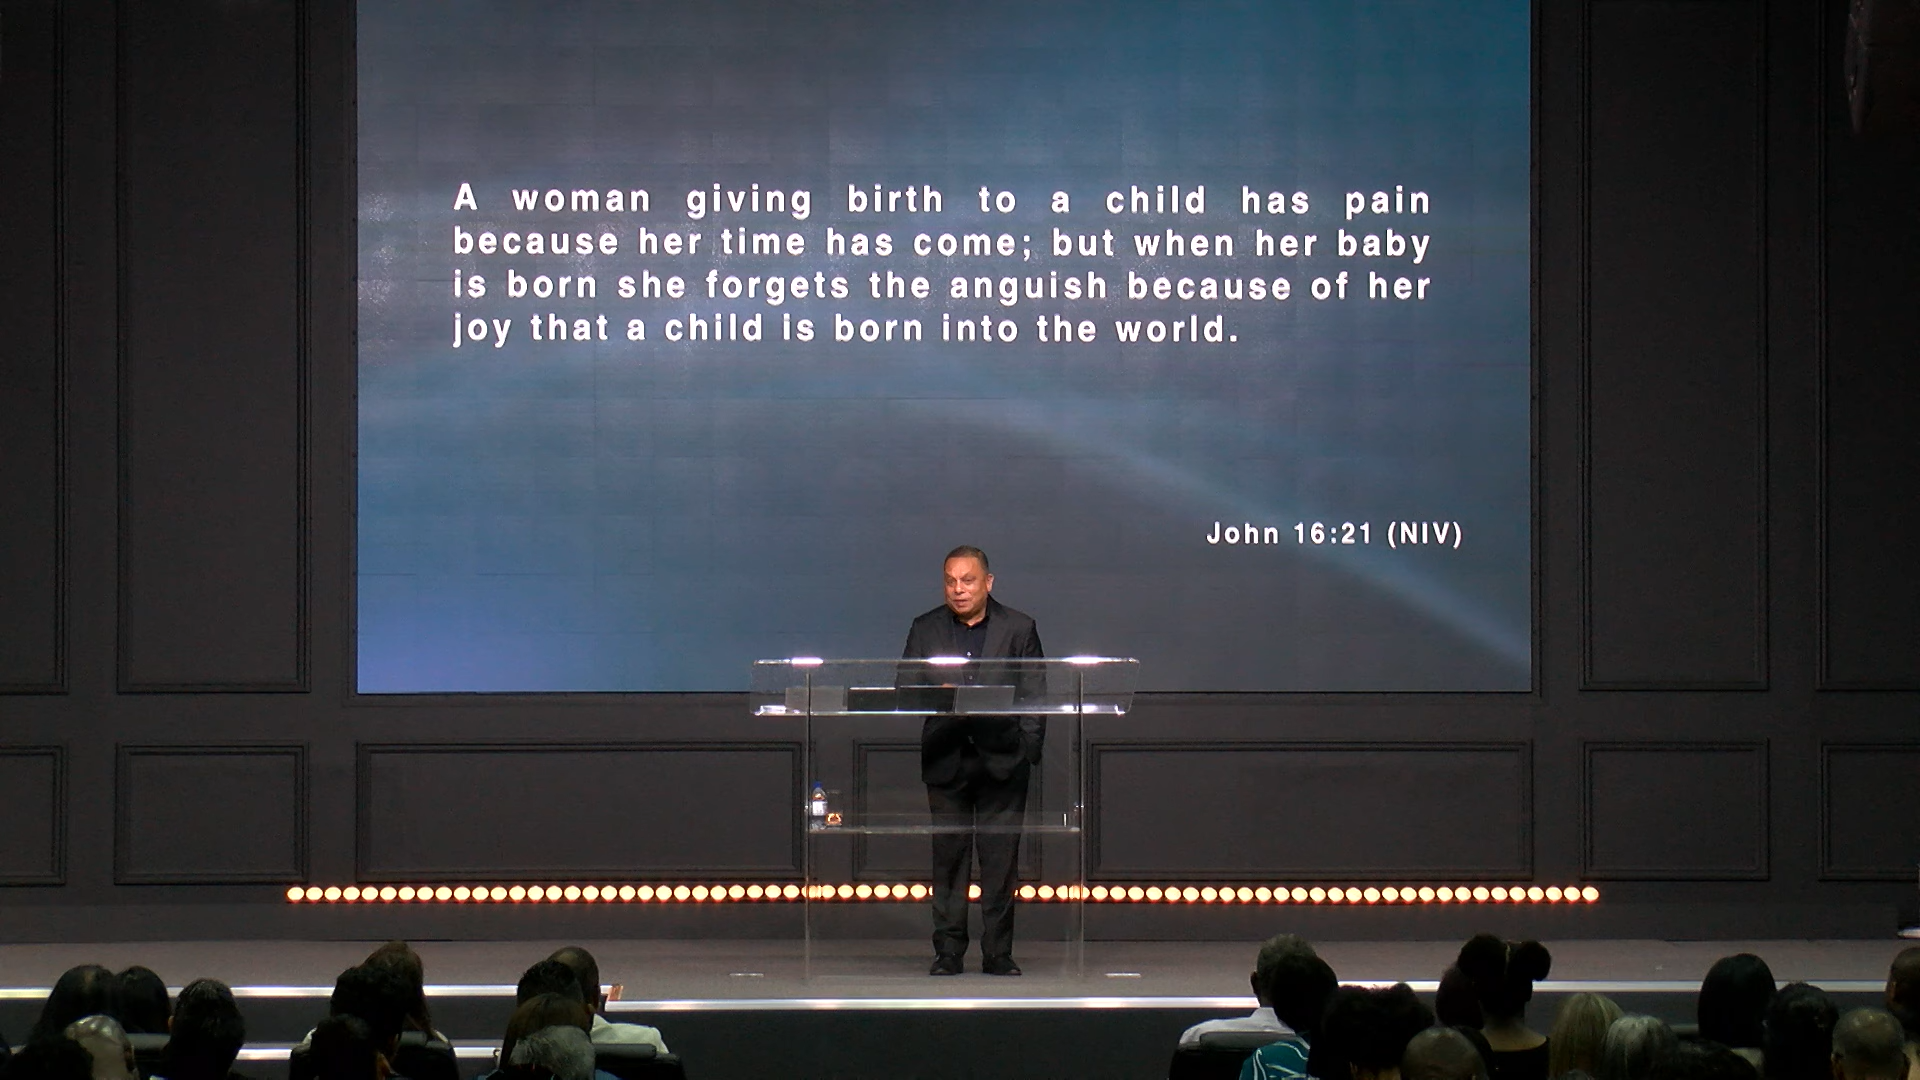 A woman giving birth to a child has pain
because her time has come; but when her baby
is born she forgets the anguish because of her
joy that a child is born into the world.
John 16:21 (NIV)